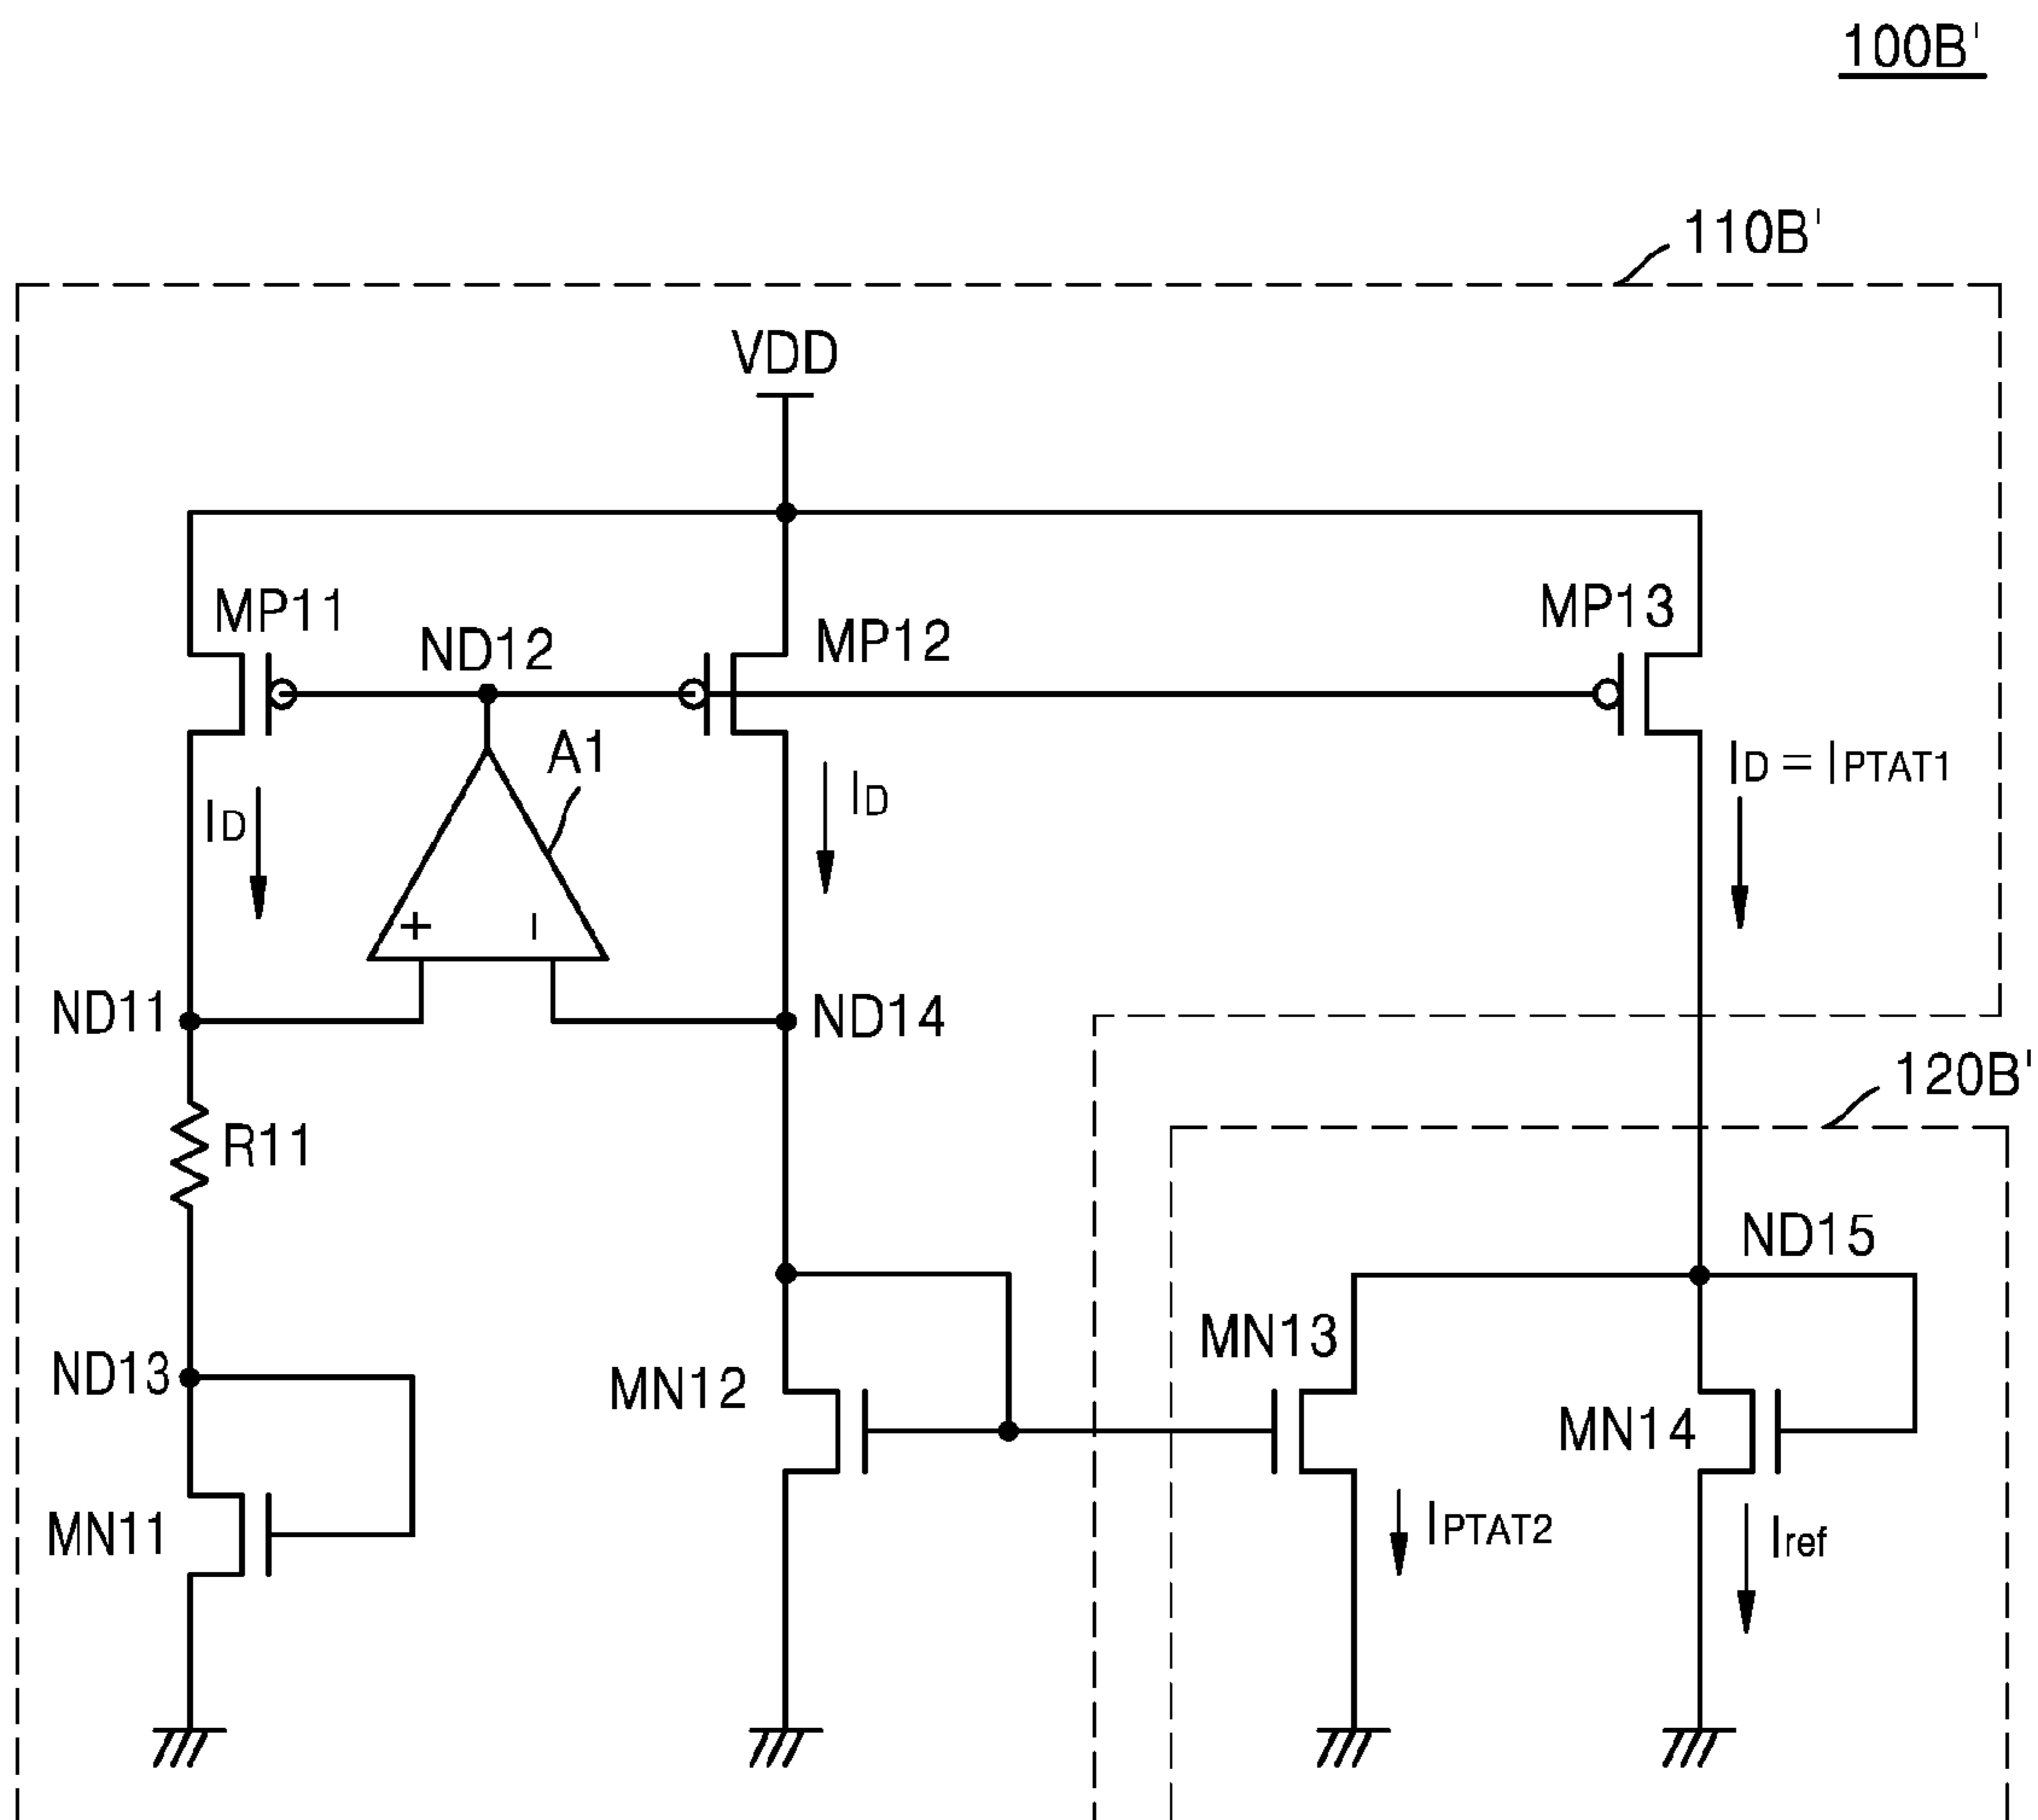 100B'
110B'
VDD
MP11
ND12
MP12
MP13
A1
ID
ID
ID = IPTAT1
+ −
ND11
ND14
120B'
R11
ND15
MN13
ND13
MN12
MN14
MN11
IPTAT2
Iref